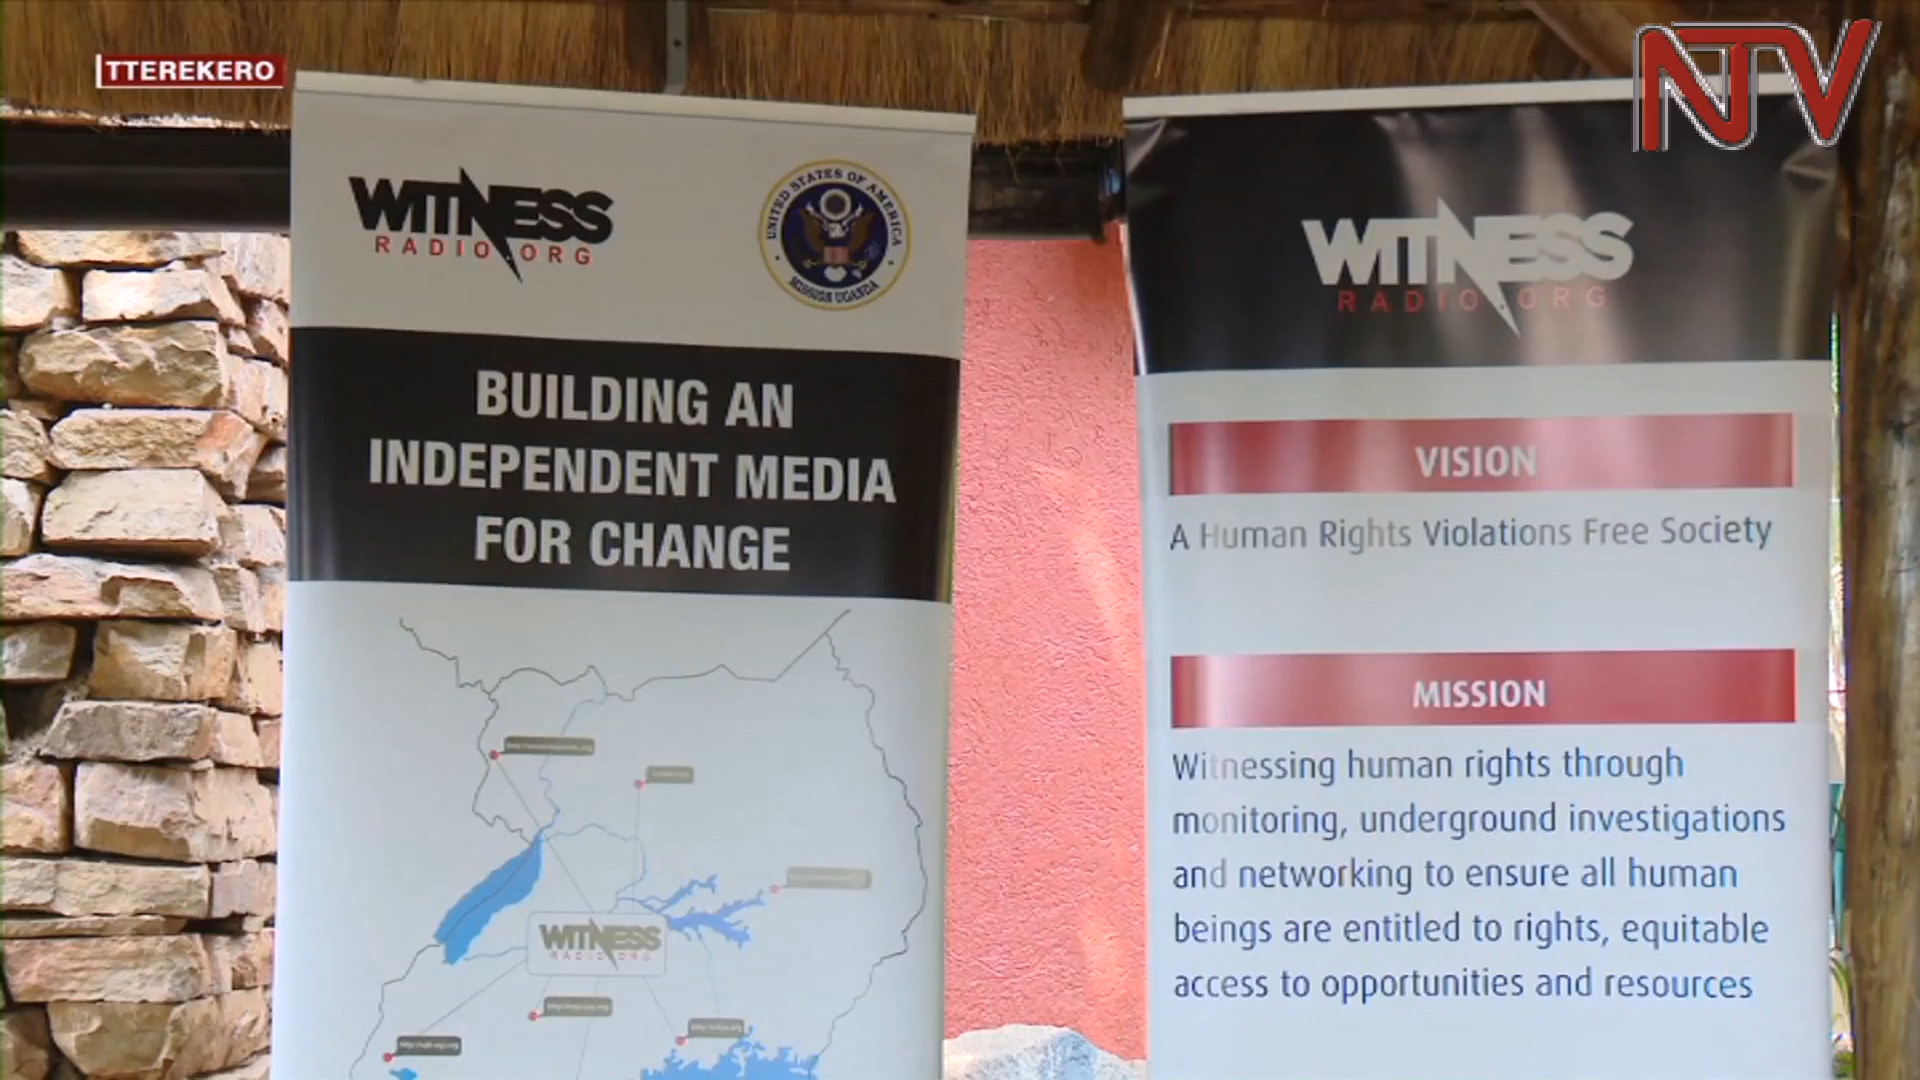 TTEREKERO
NTV
WITNESS
RADIO.ORG
UNITED STATES OF AMERICA
MISSION UGANDA
BUILDING AN
INDEPENDENT MEDIA
FOR CHANGE
WITNESS
RADIO.ORG
WITNESS
RADIO.ORG
VISION
A Human Rights Violations Free Society
MISSION
Witnessing human rights through
monitoring, underground investigations
and networking to ensure all human
beings are entitled to rights, equitable
access to opportunities and resources